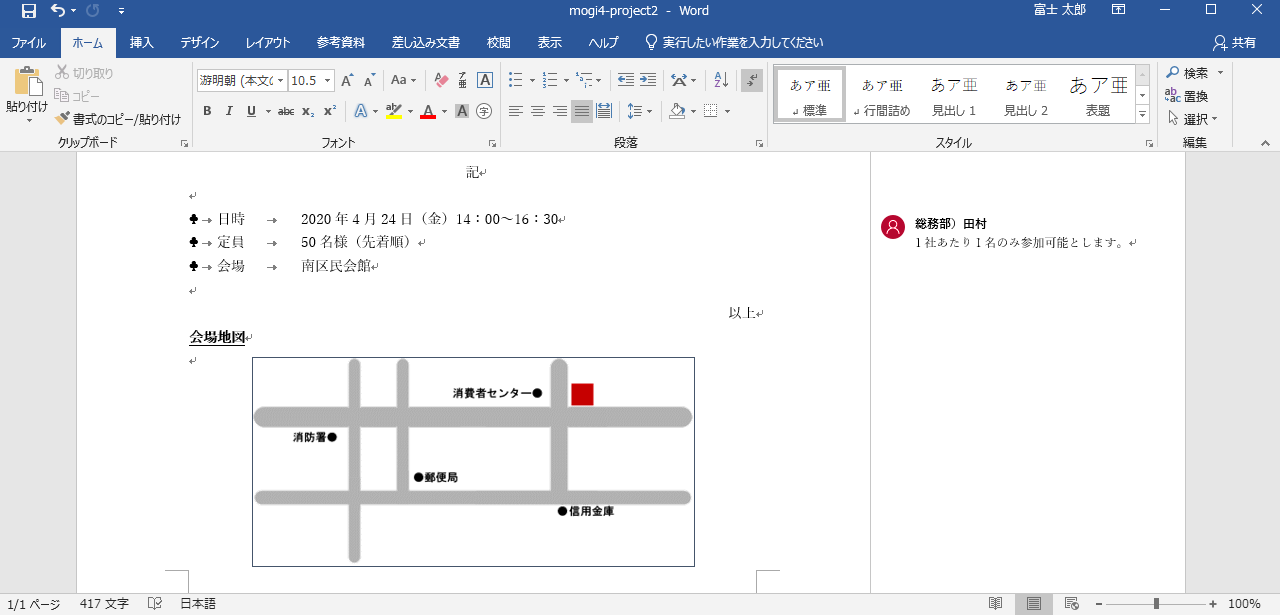 mogi4-project2 - Word
富士 太郎
ファイル ホーム 挿入 デザイン レイアウト 参考資料 差し込み文書 校閲 表示 ヘルプ 実行したい作業を入力してください 共有
貼り付け
切り取り
コピー
書式のコピー/貼り付け
クリップボード
游明朝 (本文の 10.5
フォント
段落
あア亜 標準
あア亜 行間詰め
あア亜 見出し 1
あア亜 見出し 2
あア亜 表題
スタイル
検索
置換
選択
編集
記
♣ 日時 2020 年 4 月 24 日（金）14：00～16：30
♣ 定員 50 名様（先着順）
♣ 会場 南区民会館
以上
会場地図
消費者センター●
消防署●
●郵便局
●信用金庫
総務部）田村
1 社あたり 1 名のみ参加可能とします。
1/1 ページ 417 文字 日本語 100%